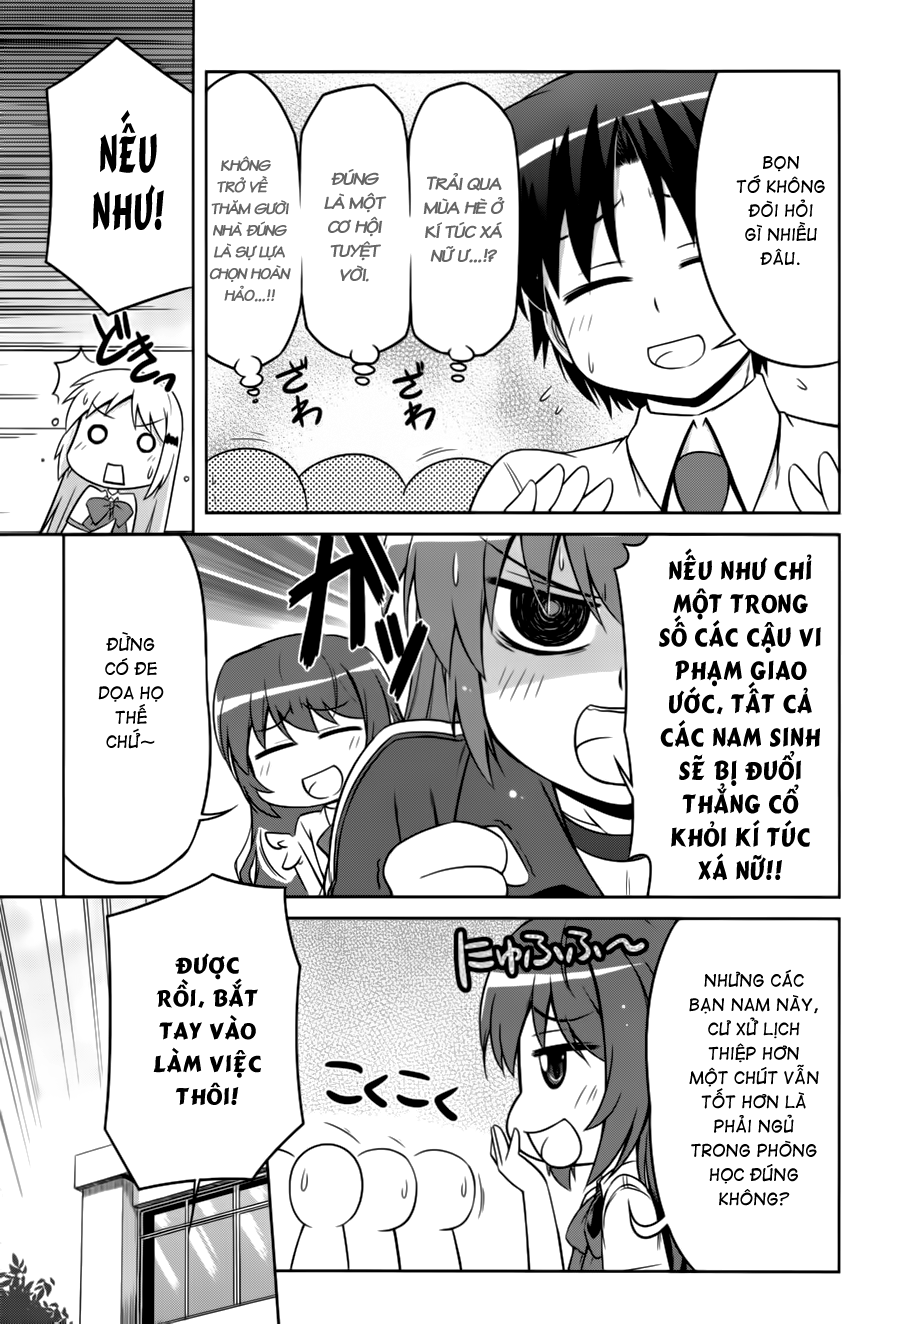 BỌN
TỚ KHÔNG
ĐÒI HỎI
GÌ NHIỀU
ĐÂU.
TRẢI QUA
MÙA HÈ Ở
KÍ TÚC XÁ
NỮ Ư...!?
ĐÚNG
LÀ MỘT
CƠ HỘI
TUYỆT
VỜI.
KHÔNG
TRỞ VỀ
THĂM GƯỜI
NHÀ ĐÚNG
LÀ SỰ LỰA
CHỌN HOÀN
HẢO...!!
ざわ
ざわ
NẾU
NHƯ!
どきっ
NẾU NHƯ CHỈ
MỘT TRONG
SỐ CÁC CẬU VI
PHẠM GIAO
ƯỚC, TẤT CẢ
CÁC NAM SINH
SẼ BỊ ĐUỔI
THẲNG CỔ
KHỎI KÍ TÚC
XÁ NỮ!!
ガッ
ĐỪNG
CÓ ĐE
DỌA HỌ
THẾ
CHỨ~
NHƯNG CÁC
BẠN NAM NÀY,
CƯ XỬ LỊCH
THIỆP HƠN
MỘT CHÚT VẪN
TỐT HƠN LÀ
PHẢI NGỦ
TRONG PHÒNG
HỌC ĐÚNG
KHÔNG?
にゅふふふ～
こくこく
ĐƯỢC
RỒI, BẮT
TAY VÀO
LÀM VIỆC
THÔI!